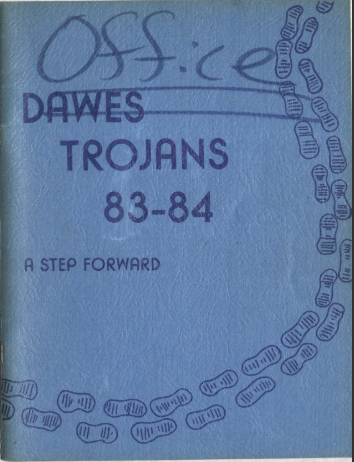 Office
DAWES
TROJANS
83-84
A STEP FORWARD